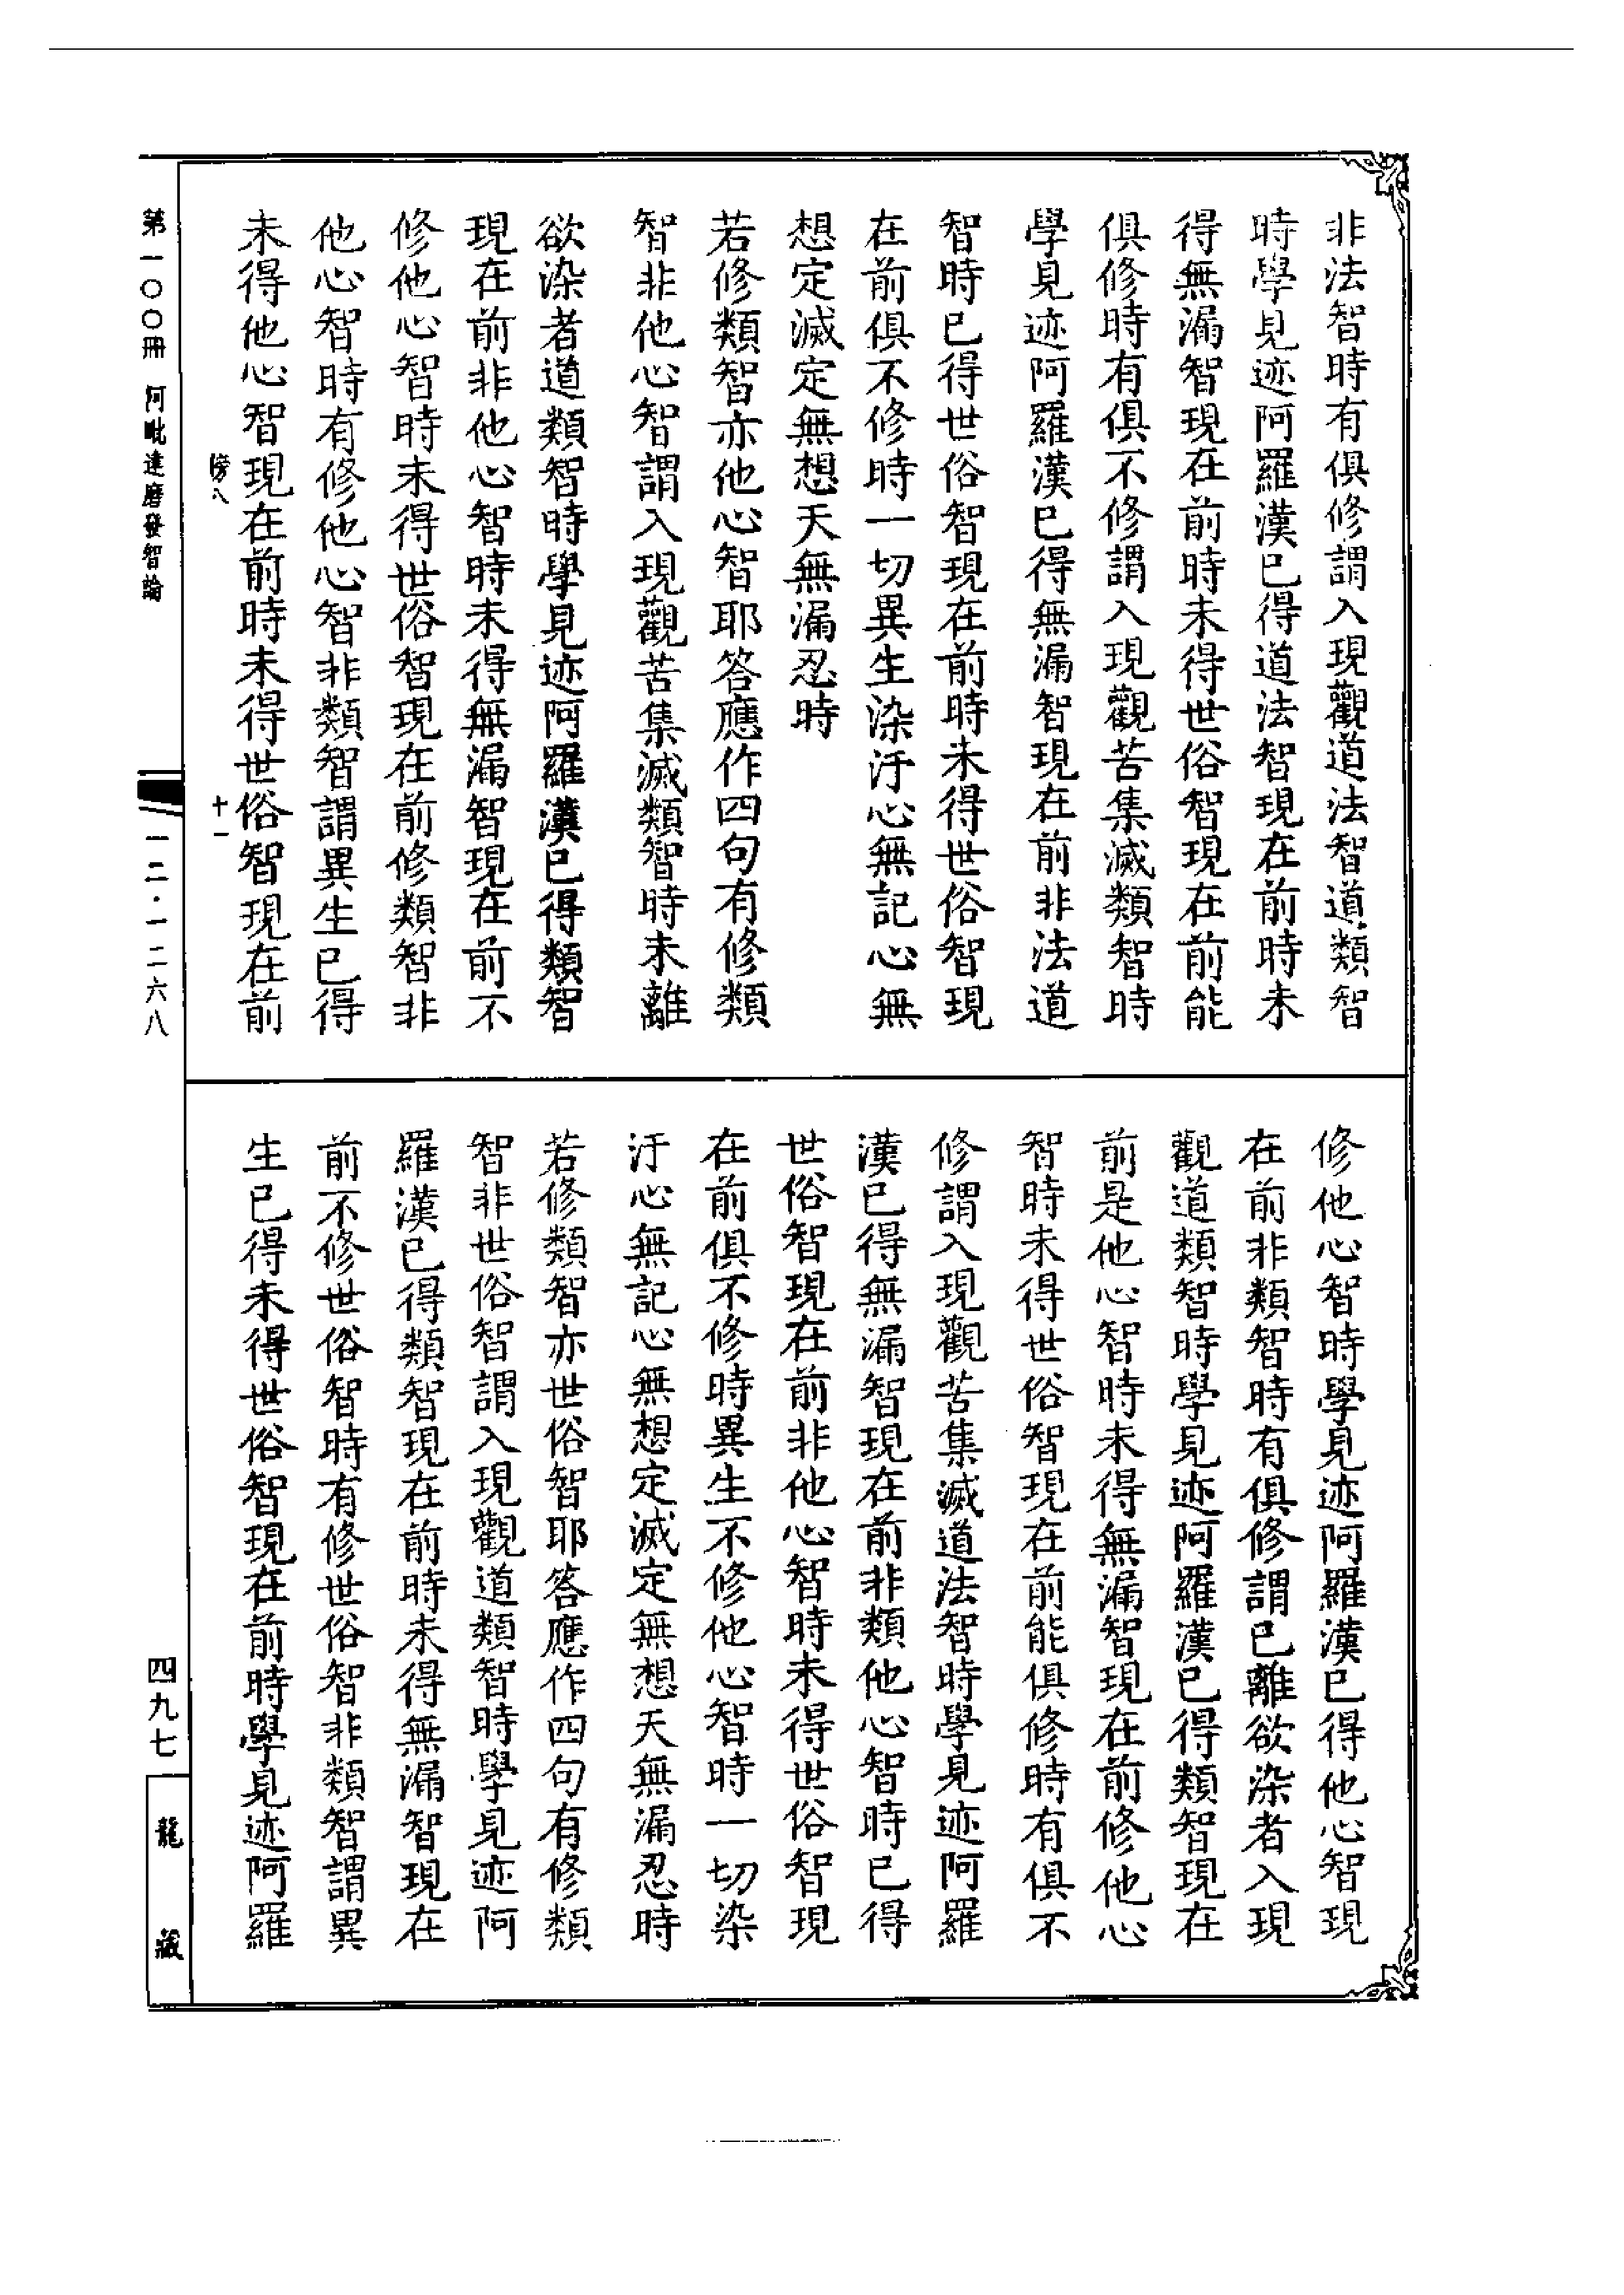 非法智時有俱修謂入現觀道法智道類智
時學見迹阿羅漢已得道法智現在前時未
得無漏智現在前時未得世俗智現在前能
俱修時有俱不修謂入現觀苦集滅類智時
學見迹阿羅漢已得無漏智現在前非法道
智時已得世俗智現在前時未得世俗智現
在前俱不修時一切異生染汙心無記心無
想定滅定無想天無漏忍時
若修類智亦他心智耶答應作四句有修類
智非他心智謂入現觀苦集滅類智時未離
欲染者道類智時學見迹阿羅漢已得類智
現在前非他心智時未得無漏智現在前不
修他心智時未得世俗智現在前修類智非
他心智時有修他心智非類智謂異生已得
未得他心智現在前時未得世俗智現在前
傍八
十一
修他心智時學見迹阿羅漢已得他心智現
在前非類智時有俱修謂已離欲染者入現
觀道類智時學見迹阿羅漢已得類智現在
前是他心智時未得無漏智現在前修他心
智時未得世俗智現在前能俱修時有俱不
修謂入現觀苦集滅道法智時學見迹阿羅
漢已得無漏智現在前非類他心智時已得
世俗智現在前非他心智時未得世俗智現
在前俱不修時異生不修他心智時一切染
汙心無記心無想定滅定無想天無漏忍時
若修類智亦世俗智耶答應作四句有修類
智非世俗智謂入現觀道類智時學見迹阿
羅漢已得類智現在前時未得無漏智現在
前不修世俗智時有修世俗智非類智謂異
生已得未得世俗智現在前時學見迹阿羅
第一〇〇冊 阿毗達磨發智論
一二·一二六八
四九七
龍藏